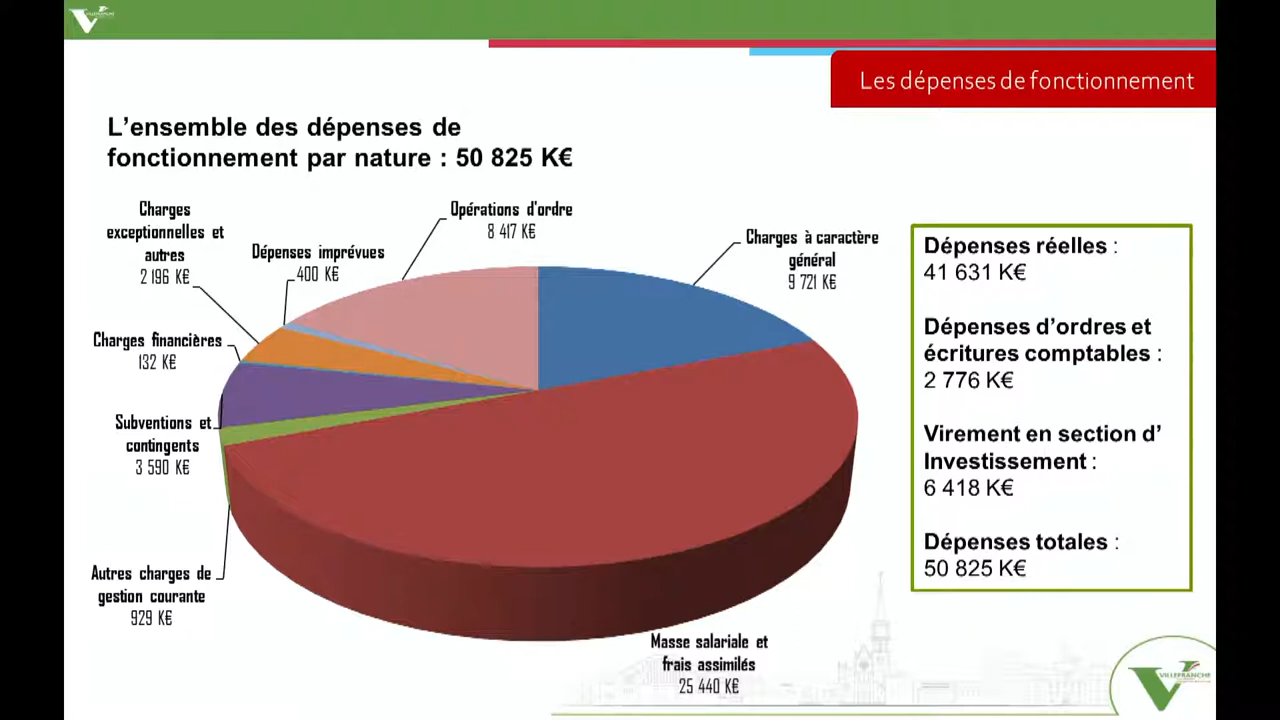 VILLEFRANCHE
Les dépenses de fonctionnement
L’ensemble des dépenses de
fonctionnement par nature : 50 825 K€
Charges
exceptionnelles et
autres
2 196 K€
Dépenses imprévues
400 K€
Opérations d'ordre
8 417 K€
Charges à caractère
général
9 721 K€
Charges financières
132 K€
Subventions et
contingents
3 590 K€
Autres charges de
gestion courante
929 K€
Masse salariale et
frais assimilés
25 440 K€
Dépenses réelles :
41 631 K€
Dépenses d’ordres et
écritures comptables :
2 776 K€
Virement en section d’
Investissement :
6 418 K€
Dépenses totales :
50 825 K€
VILLEFRANCHE